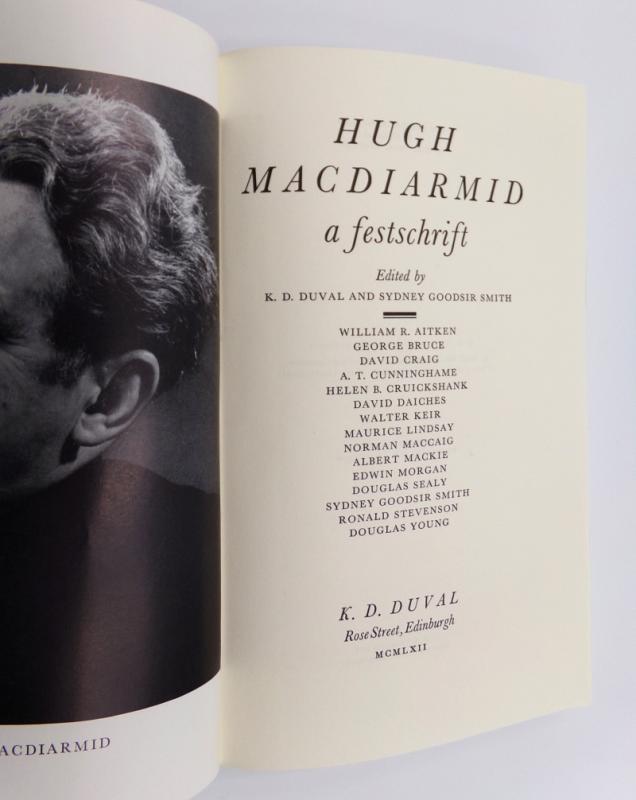 ACDIARMID
HUGH
MACDIARMID
a festschrift
Edited by
K. D. DUVAL AND SYDNEY GOODSIR SMITH
WILLIAM R. AITKEN
GEORGE BRUCE
DAVID CRAIG
A. T. CUNNINGHAME
HELEN B. CRUICKSHANK
DAVID DAICHES
WALTER KEIR
MAURICE LINDSAY
NORMAN MACCAIG
ALBERT MACKIE
EDWIN MORGAN
DOUGLAS SEALY
SYDNEY GOODSIR SMITH
RONALD STEVENSON
DOUGLAS YOUNG
K. D. DUVAL
Rose Street, Edinburgh
MCMLXII